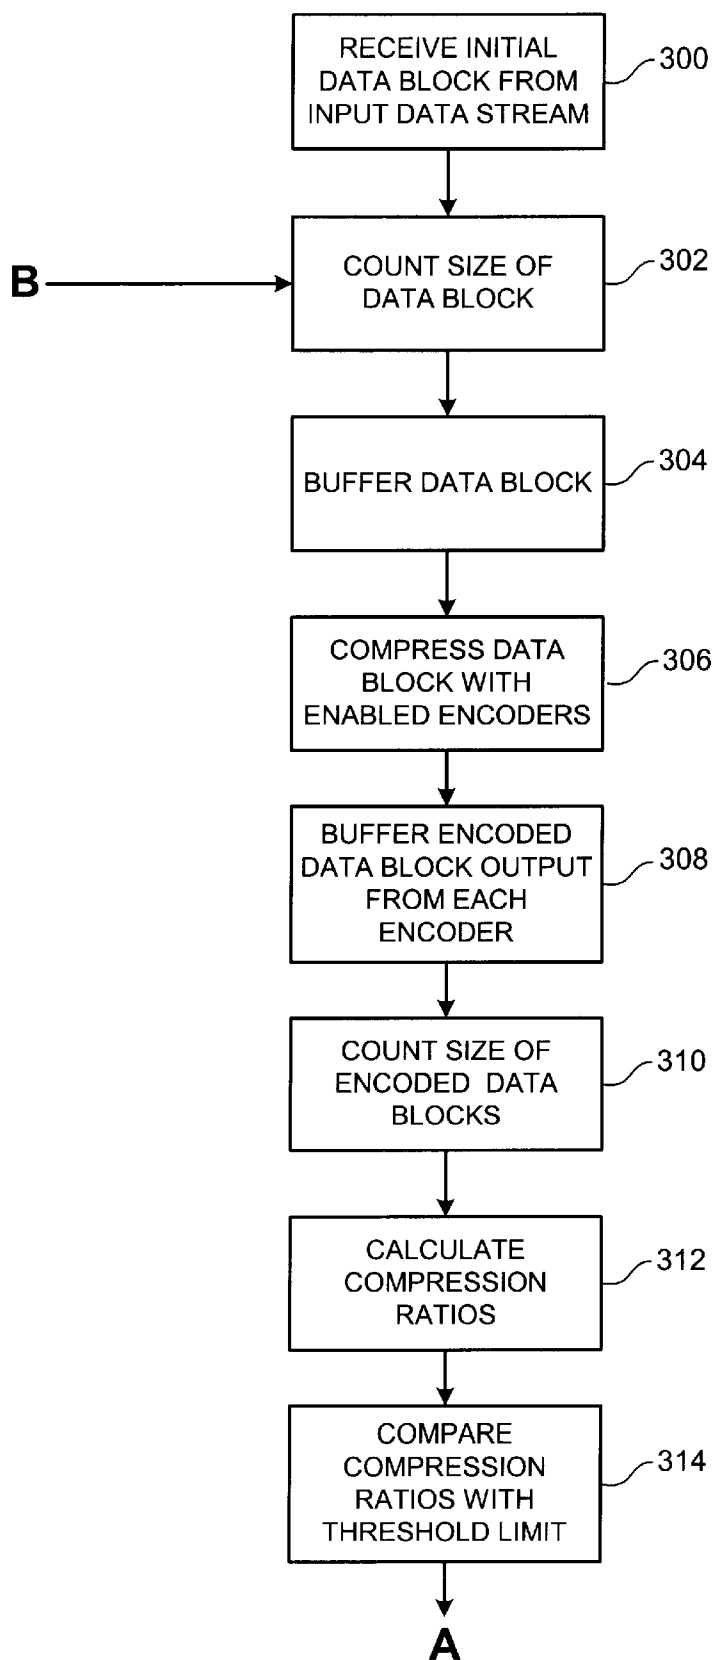 RECEIVE INITIAL
DATA BLOCK FROM
INPUT DATA STREAM
300
B
COUNT SIZE OF
DATA BLOCK
302
BUFFER DATA BLOCK
304
COMPRESS DATA
BLOCK WITH
ENABLED ENCODERS
306
BUFFER ENCODED
DATA BLOCK OUTPUT
FROM EACH
ENCODER
308
COUNT SIZE OF
ENCODED DATA
BLOCKS
310
CALCULATE
COMPRESSION
RATIOS
312
COMPARE
COMPRESSION
RATIOS WITH
THRESHOLD LIMIT
314
A